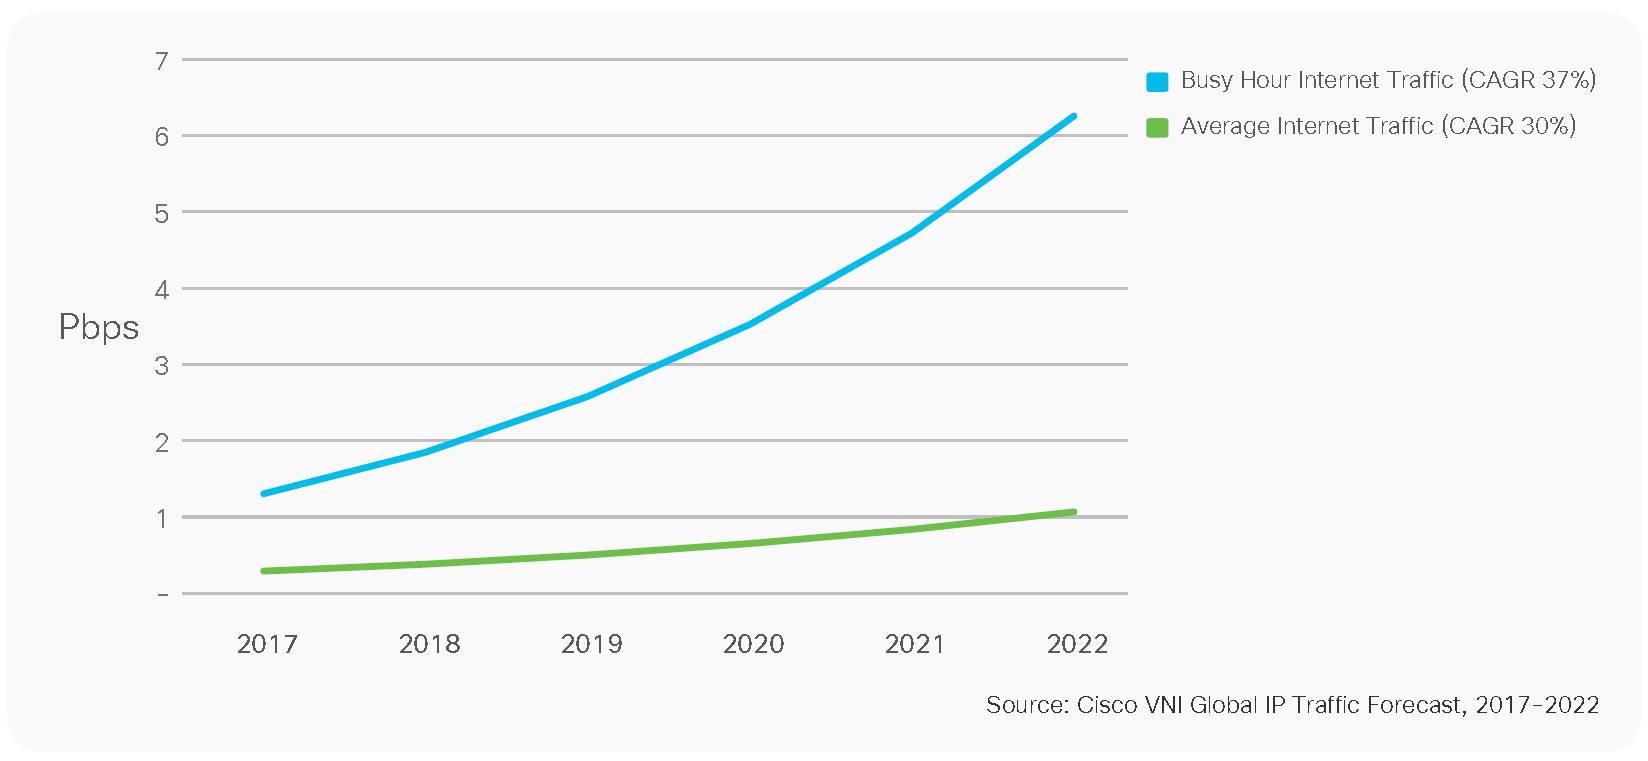 7
6
5
4
3
2
1
–
Pbps
2017 2018 2019 2020 2021 2022
Busy Hour Internet Traffic (CAGR 37%)
Average Internet Traffic (CAGR 30%)
Source: Cisco VNI Global IP Traffic Forecast, 2017–2022